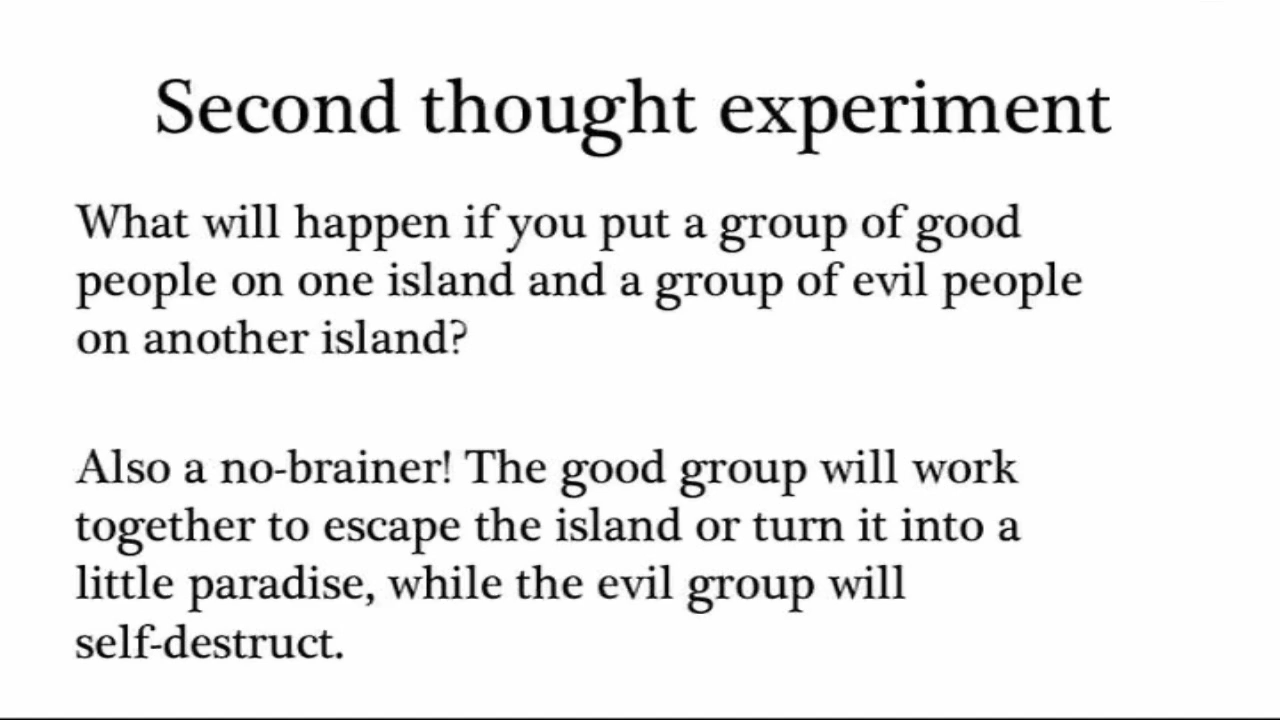 Second thought experiment
What will happen if you put a group of good
people on one island and a group of evil people
on another island?
Also a no-brainer! The good group will work
together to escape the island or turn it into a
little paradise, while the evil group will
self-destruct.